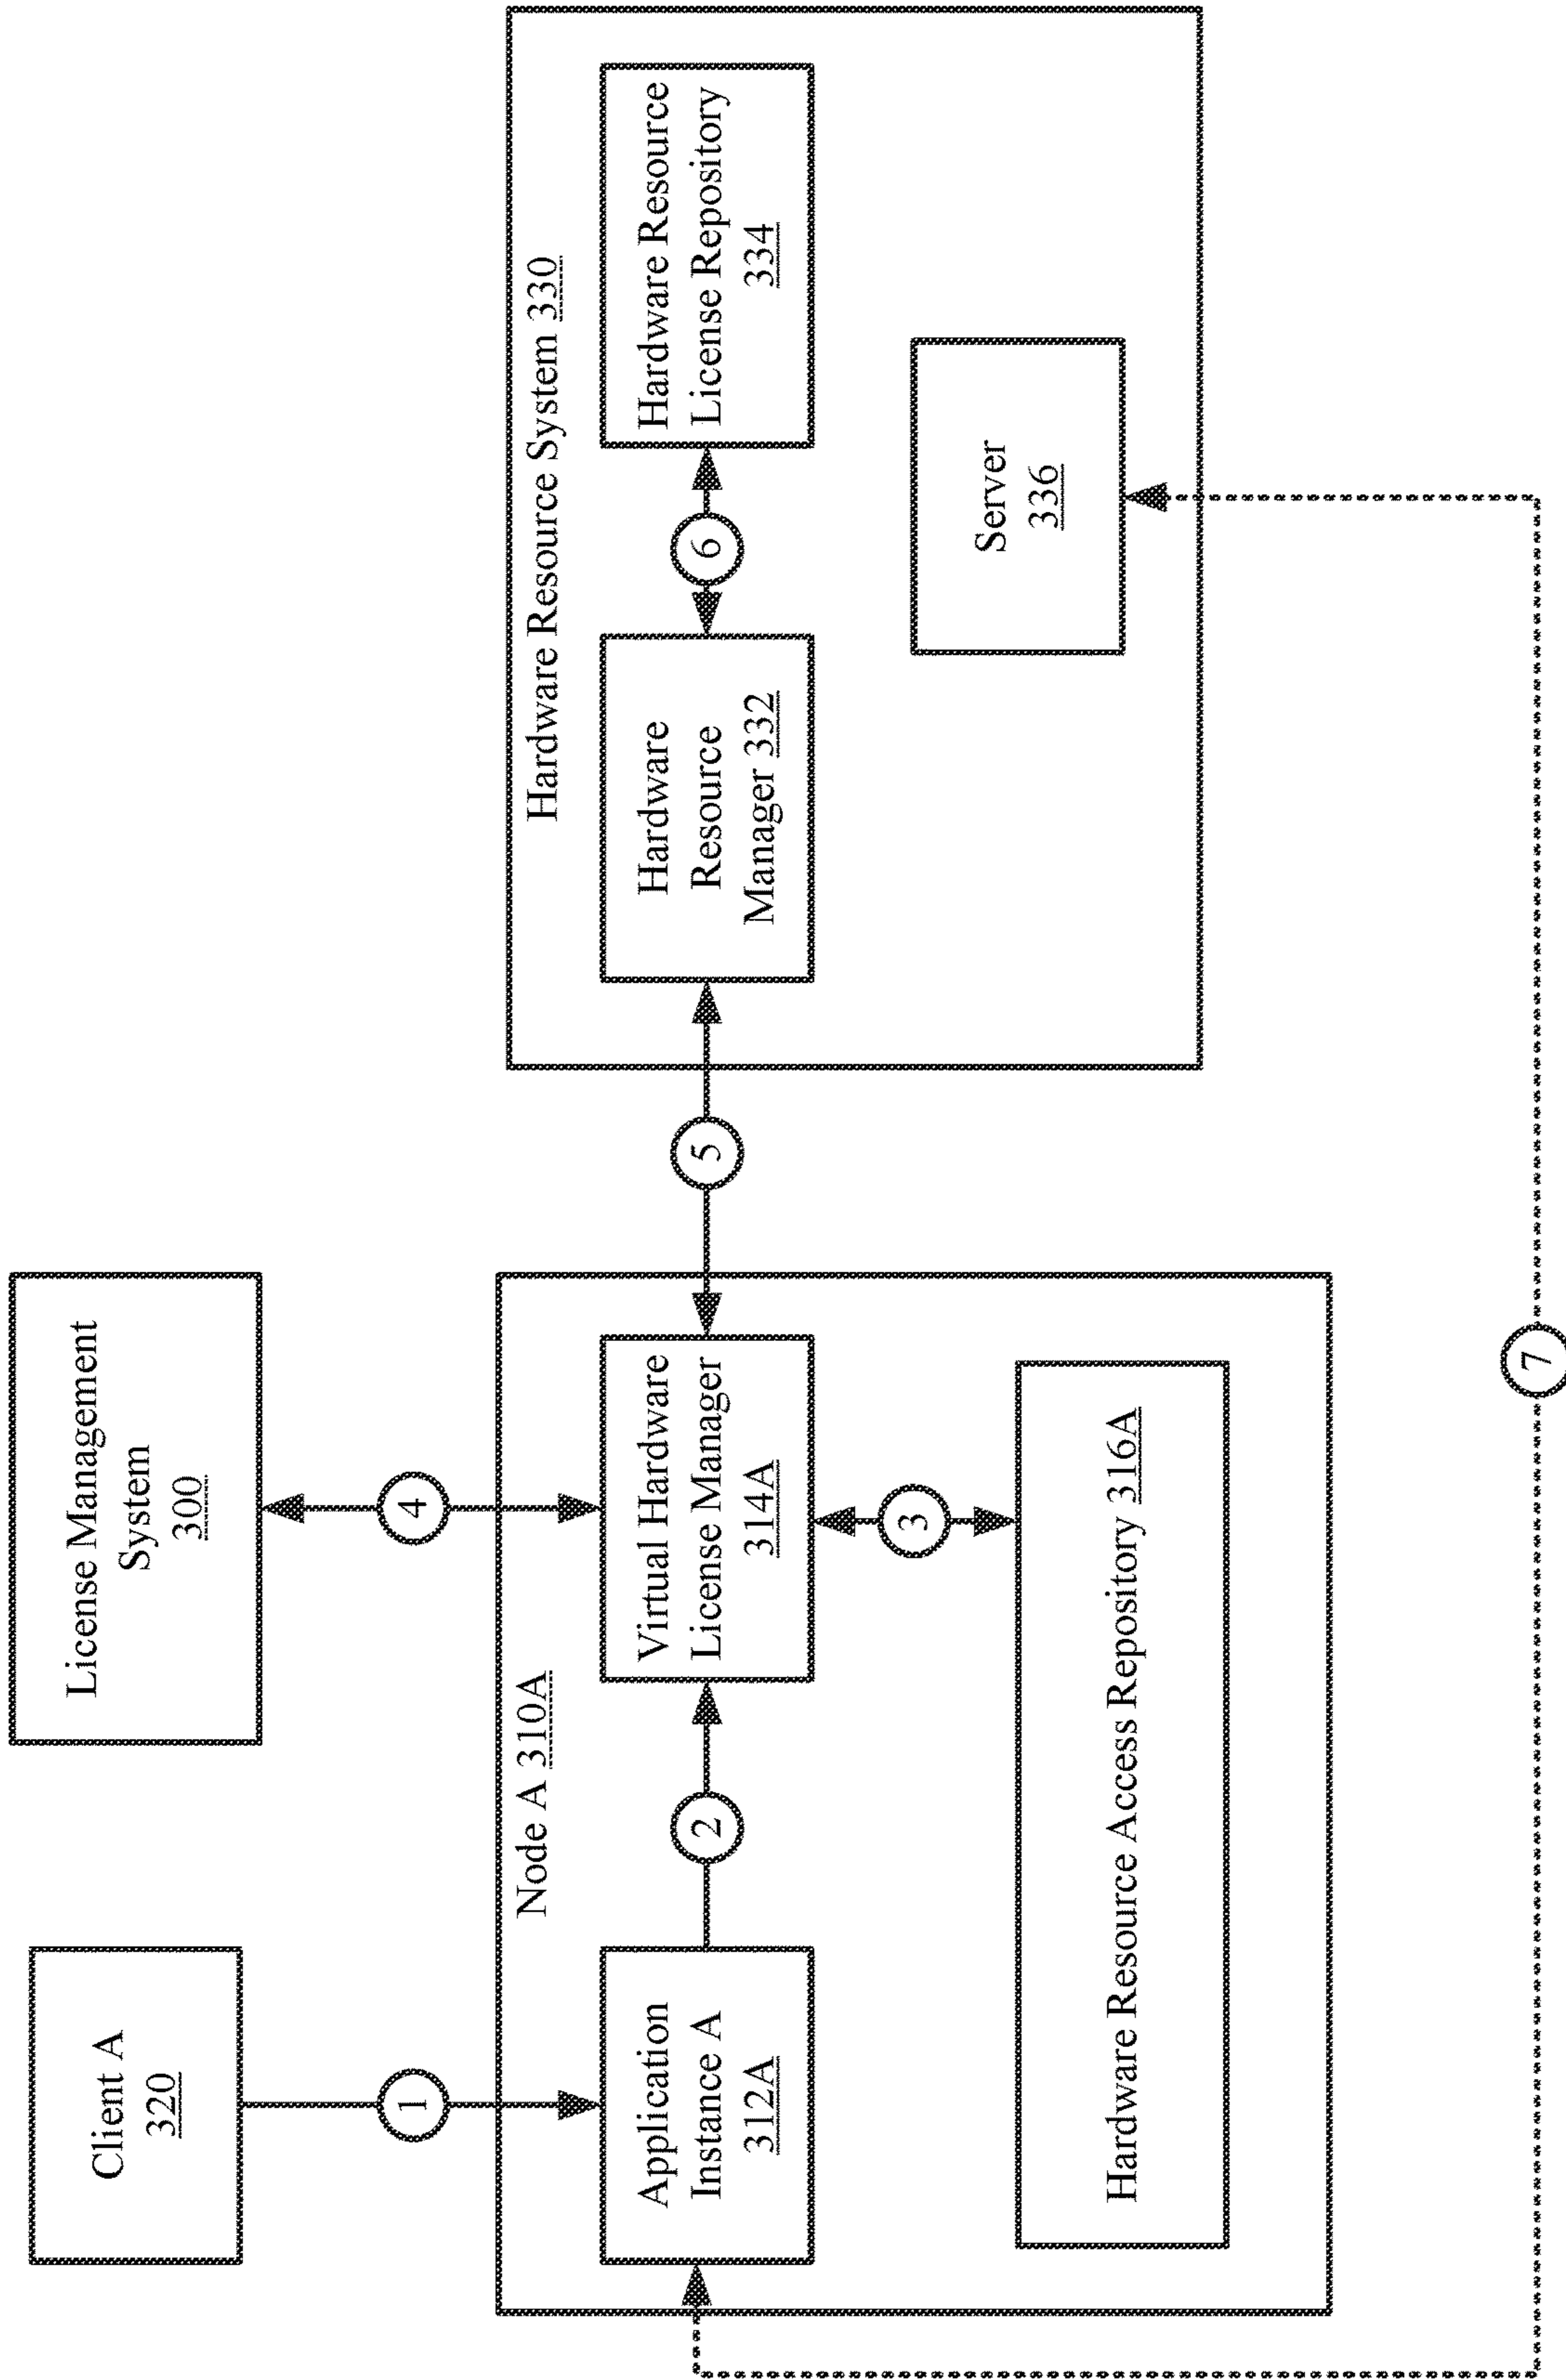 Client A
320
License Management
System
300
1
4
Node A 310A
Application
Instance A
312A
2
Virtual Hardware
License Manager
314A
3
Hardware Resource Access Repository 316A
5
Hardware Resource System 330
Hardware
Resource
Manager 332
6
Hardware Resource
License Repository
334
Server
336
7